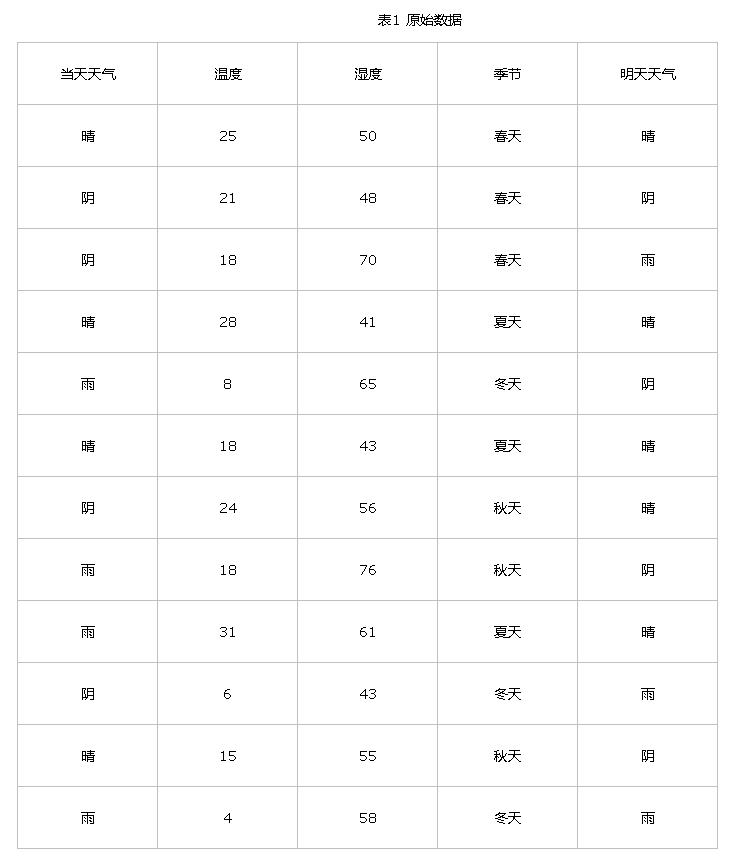 表1 原始数据
当天天气 温度 湿度 季节 明天天气
晴 25 50 春天 晴
阴 21 48 春天 阴
阴 18 70 春天 雨
晴 28 41 夏天 晴
雨 8 65 冬天 阴
晴 18 43 夏天 晴
阴 24 56 秋天 晴
雨 18 76 秋天 阴
雨 31 61 夏天 晴
阴 6 43 冬天 雨
晴 15 55 秋天 阴
雨 4 58 冬天 雨